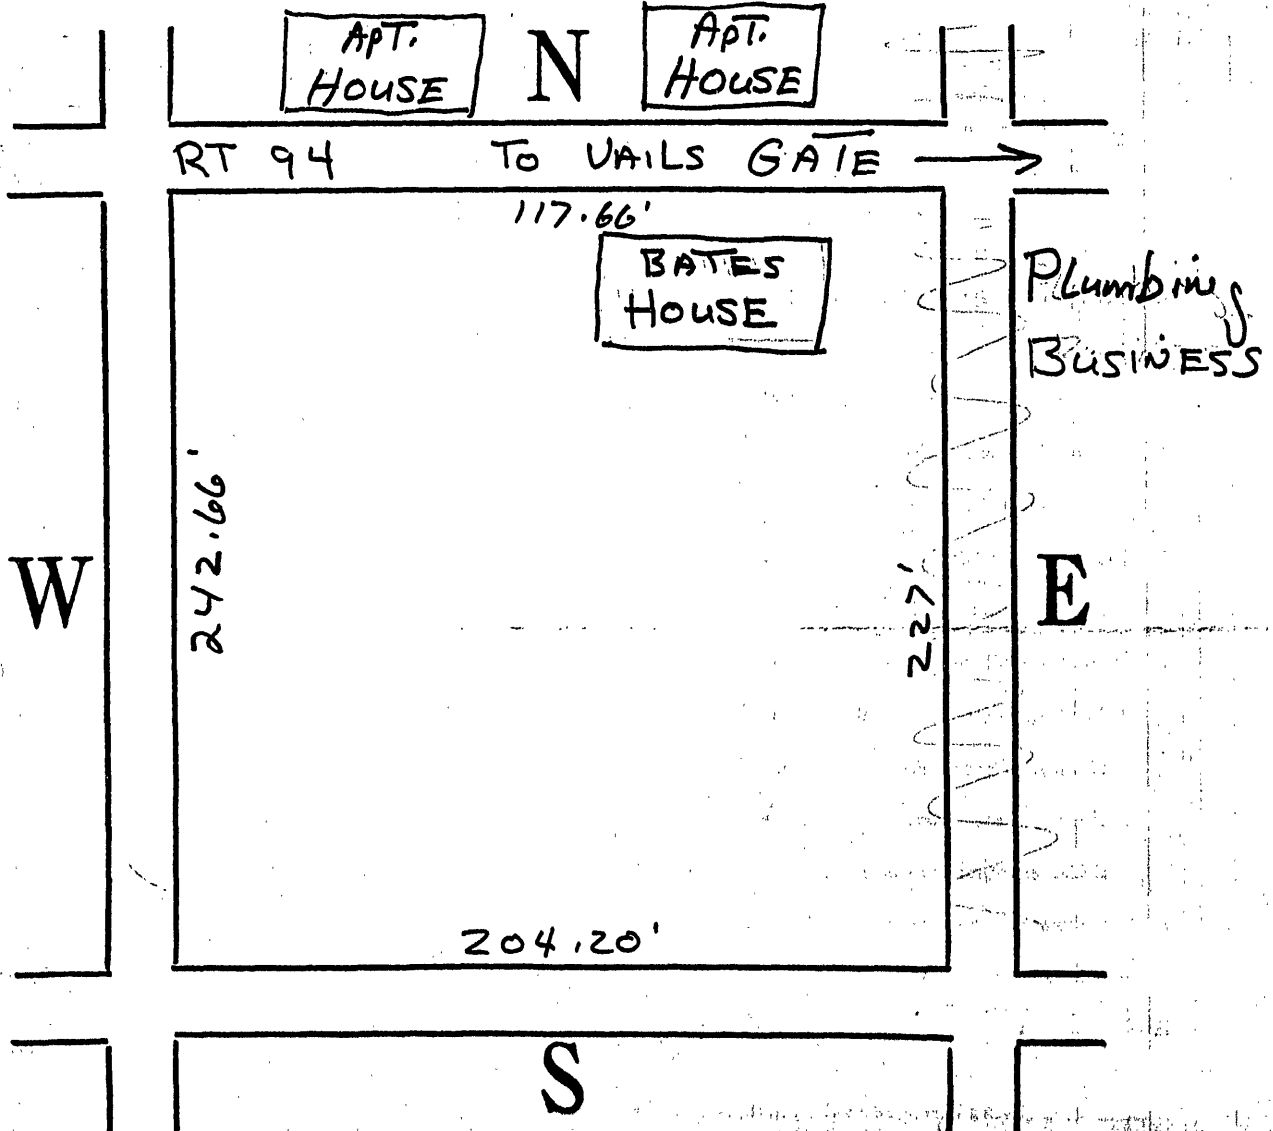 APT.
HOUSE
N
APT.
HOUSE
RT 94 TO VAILS GATE
117.66'
BATES
HOUSE
Plumbing
BUSINESS
242.66'
W
227'
E
204.20'
S